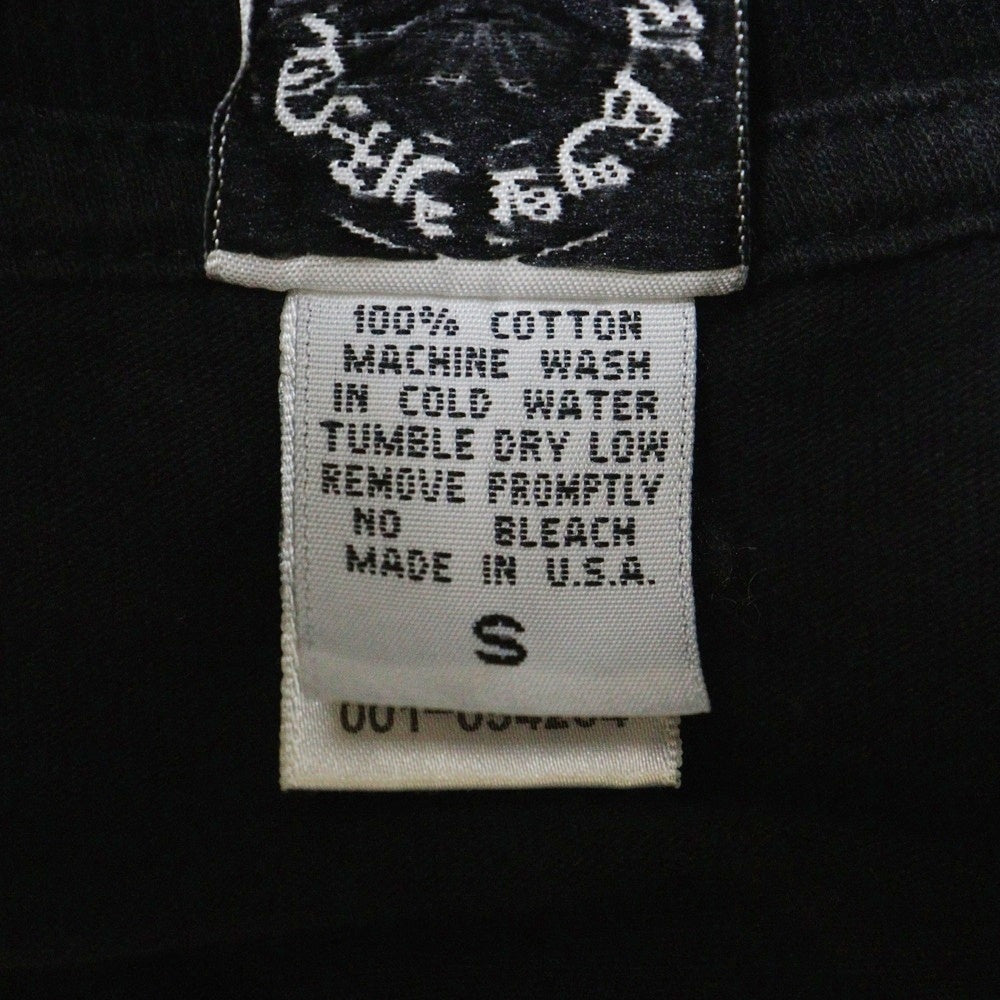 100% COTTON
MACHINE WASH
IN COLD WATER
TUMBLE DRY LOW
REMOVE PROMPTLY
NO BLEACH
MADE IN U.S.A.
S